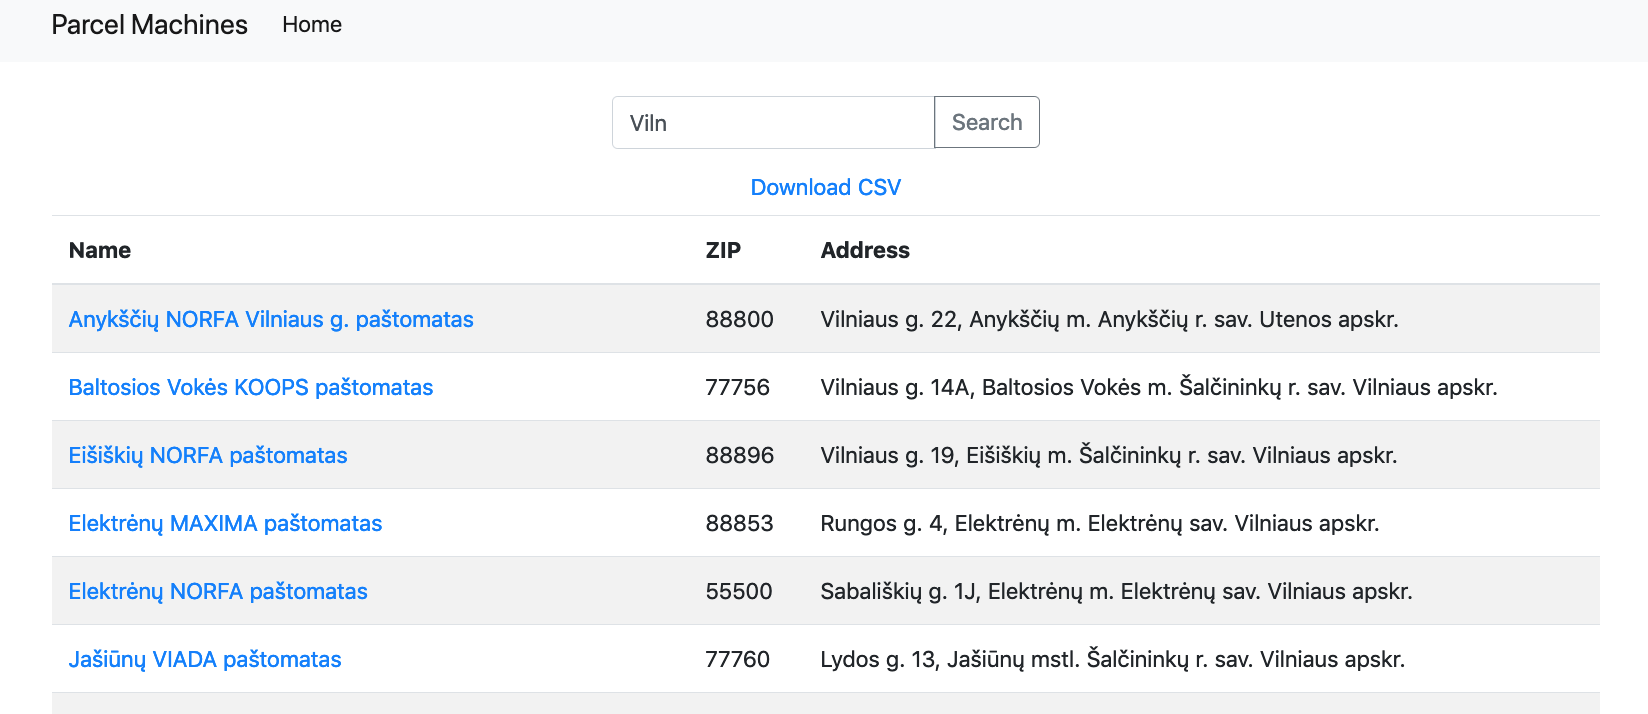 Parcel Machines Home
Viln Search
Download CSV
Name ZIP Address
Anykščių NORFA Vilniaus g. paštomatas 88800 Vilniaus g. 22, Anykščių m. Anykščių r. sav. Utenos apskr.
Baltosios Vokės KOOPS paštomatas 77756 Vilniaus g. 14A, Baltosios Vokės m. Šalčininkų r. sav. Vilniaus apskr.
Eišiškių NORFA paštomatas 88896 Vilniaus g. 19, Eišiškių m. Šalčininkų r. sav. Vilniaus apskr.
Elektrėnų MAXIMA paštomatas 88853 Rungos g. 4, Elektrėnų m. Elektrėnų sav. Vilniaus apskr.
Elektrėnų NORFA paštomatas 55500 Sabališkių g. 1J, Elektrėnų m. Elektrėnų sav. Vilniaus apskr.
Jašiūnų VIADA paštomatas 77760 Lydos g. 13, Jašiūnų mstl. Šalčininkų r. sav. Vilniaus apskr.